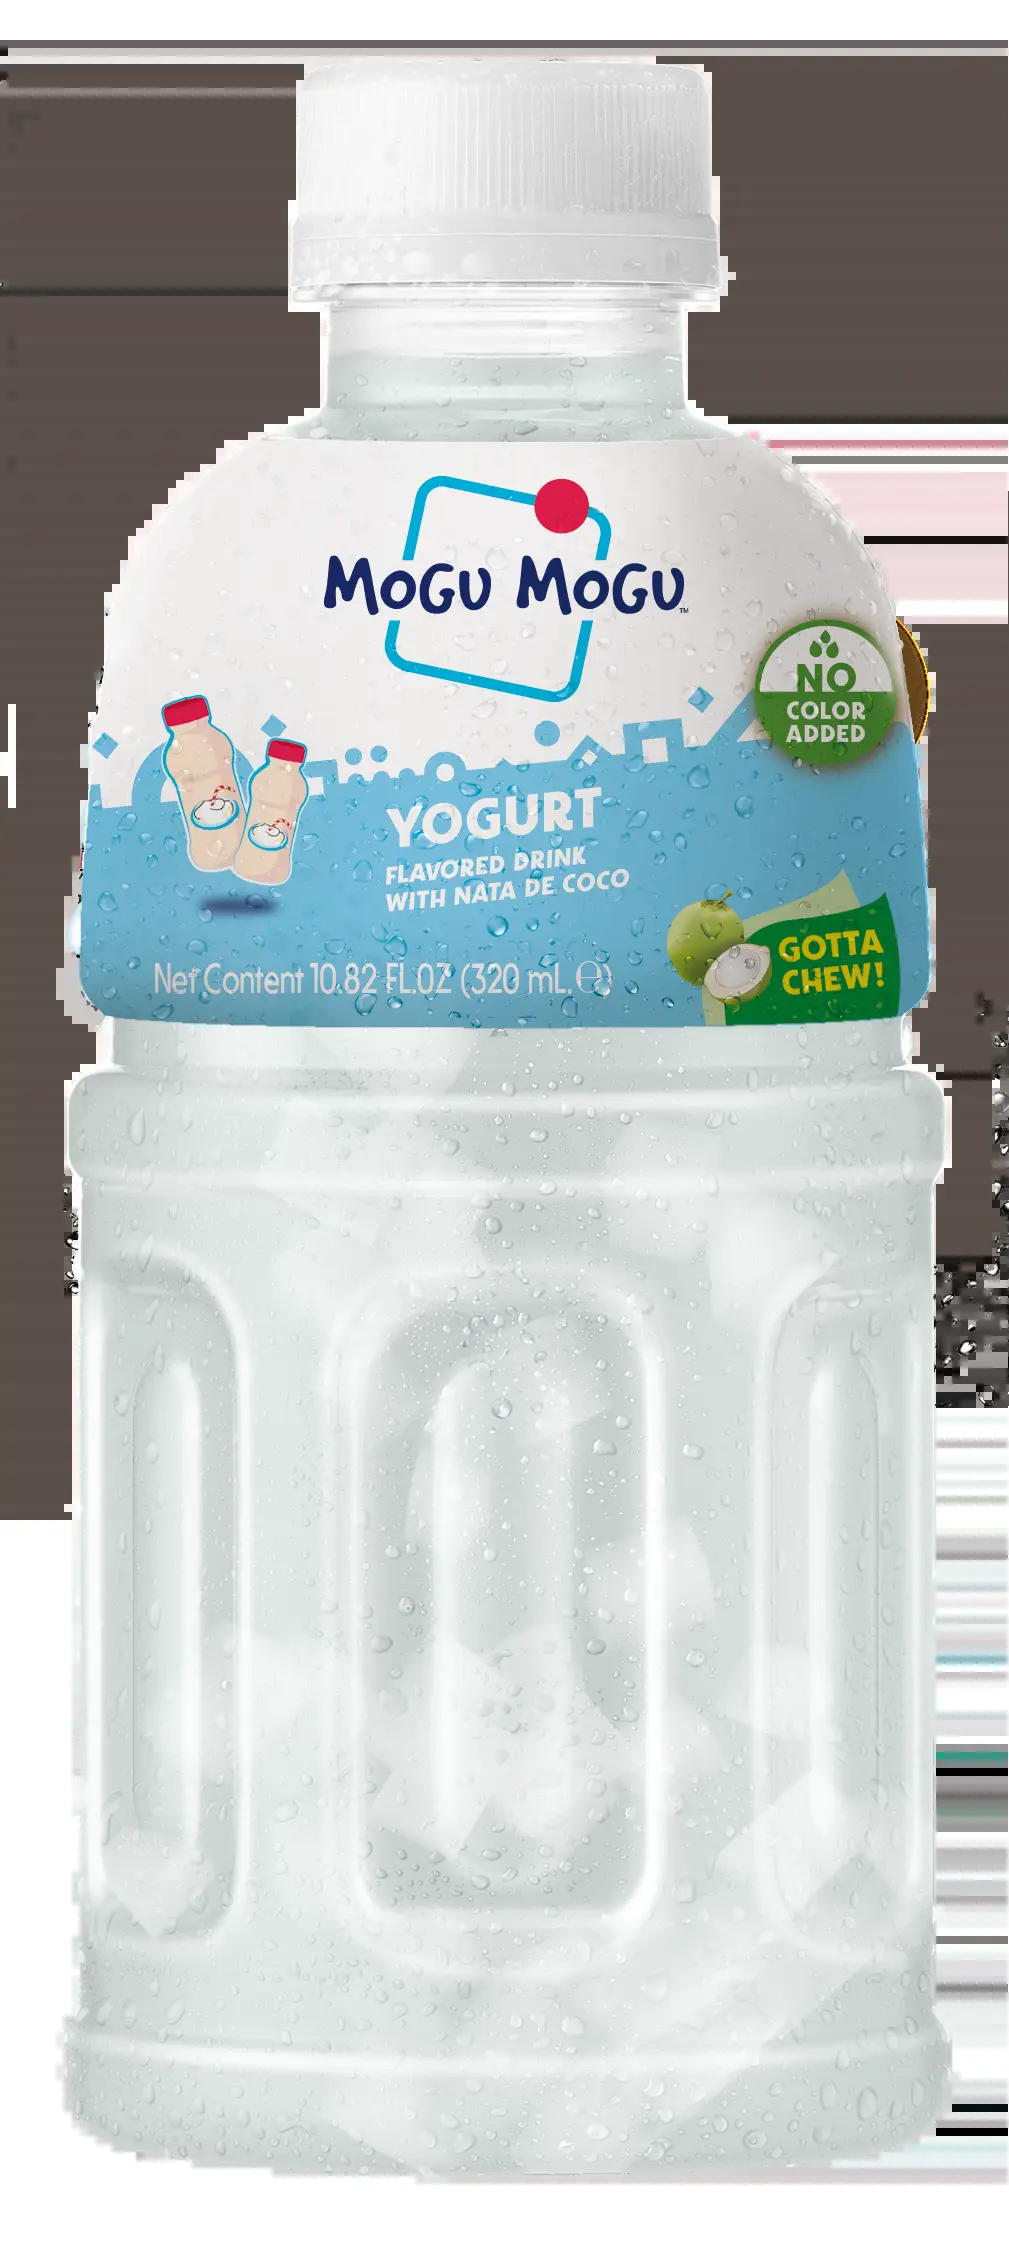 MOGU MOGU™
NO
COLOR
ADDED
YOGURT
FLAVORED DRINK
WITH NATA DE COCO
GOTTA
CHEW!
Net Content 10.82 FL.OZ (320 mL.℮)